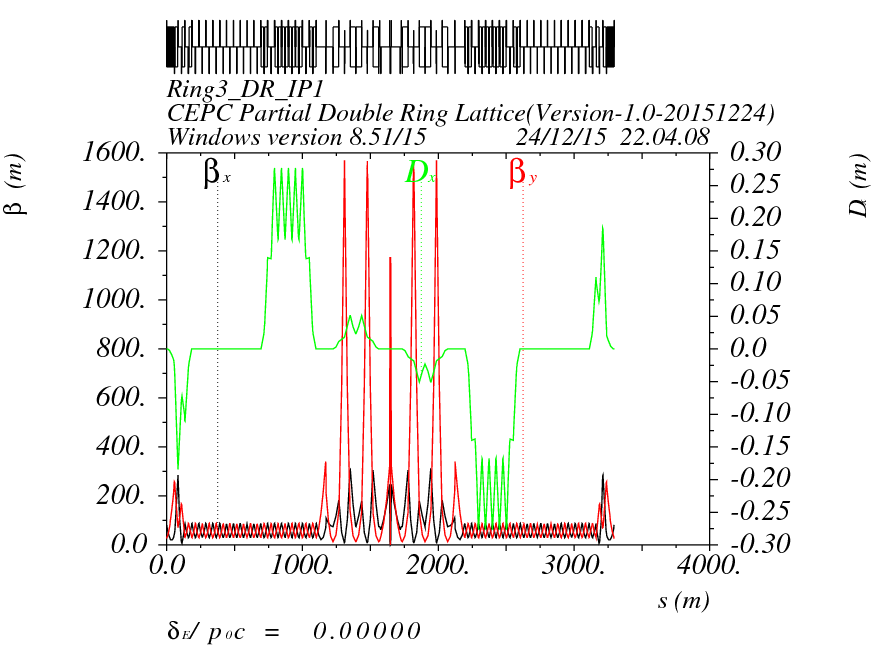 Ring3_DR_IP1
CEPC Partial Double Ring Lattice(Version-1.0-20151224)
Windows version 8.51/15 24/12/15 22.04.08
1600. 0.30
βx Dx βy
0.25
1400.
0.20
1200. 0.15
0.10
1000.
0.05
800. 0.0
-0.05
600. -0.10
400. -0.15
-0.20
200.
-0.25
0.0 -0.30
β (m)
D (m)
0.0 1000. 2000. 3000. 4000.
s (m)
δE/ p0c = 0.00000